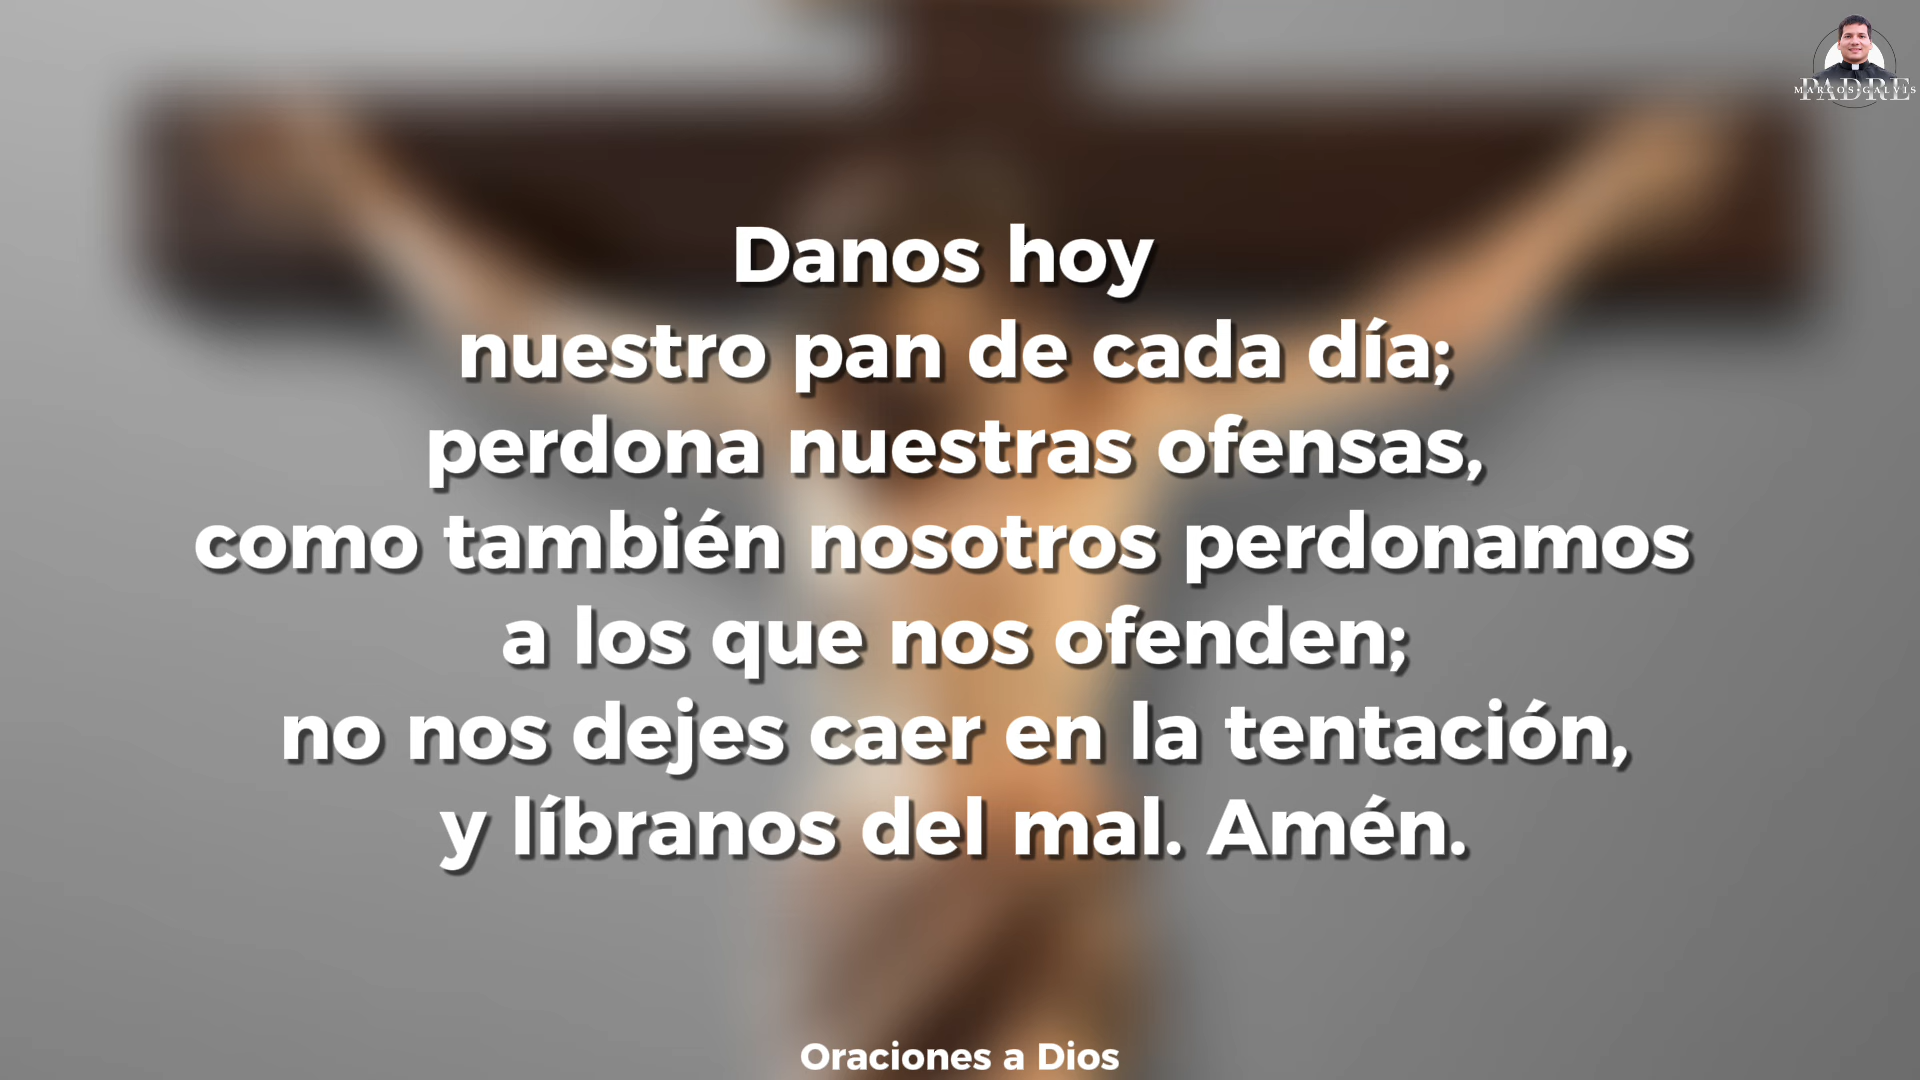 PADRE
MARCOS GALVIS
Danos hoy
nuestro pan de cada día;
perdona nuestras ofensas,
como también nosotros perdonamos
a los que nos ofenden;
no nos dejes caer en la tentación,
y líbranos del mal. Amén.
Oraciones a Dios